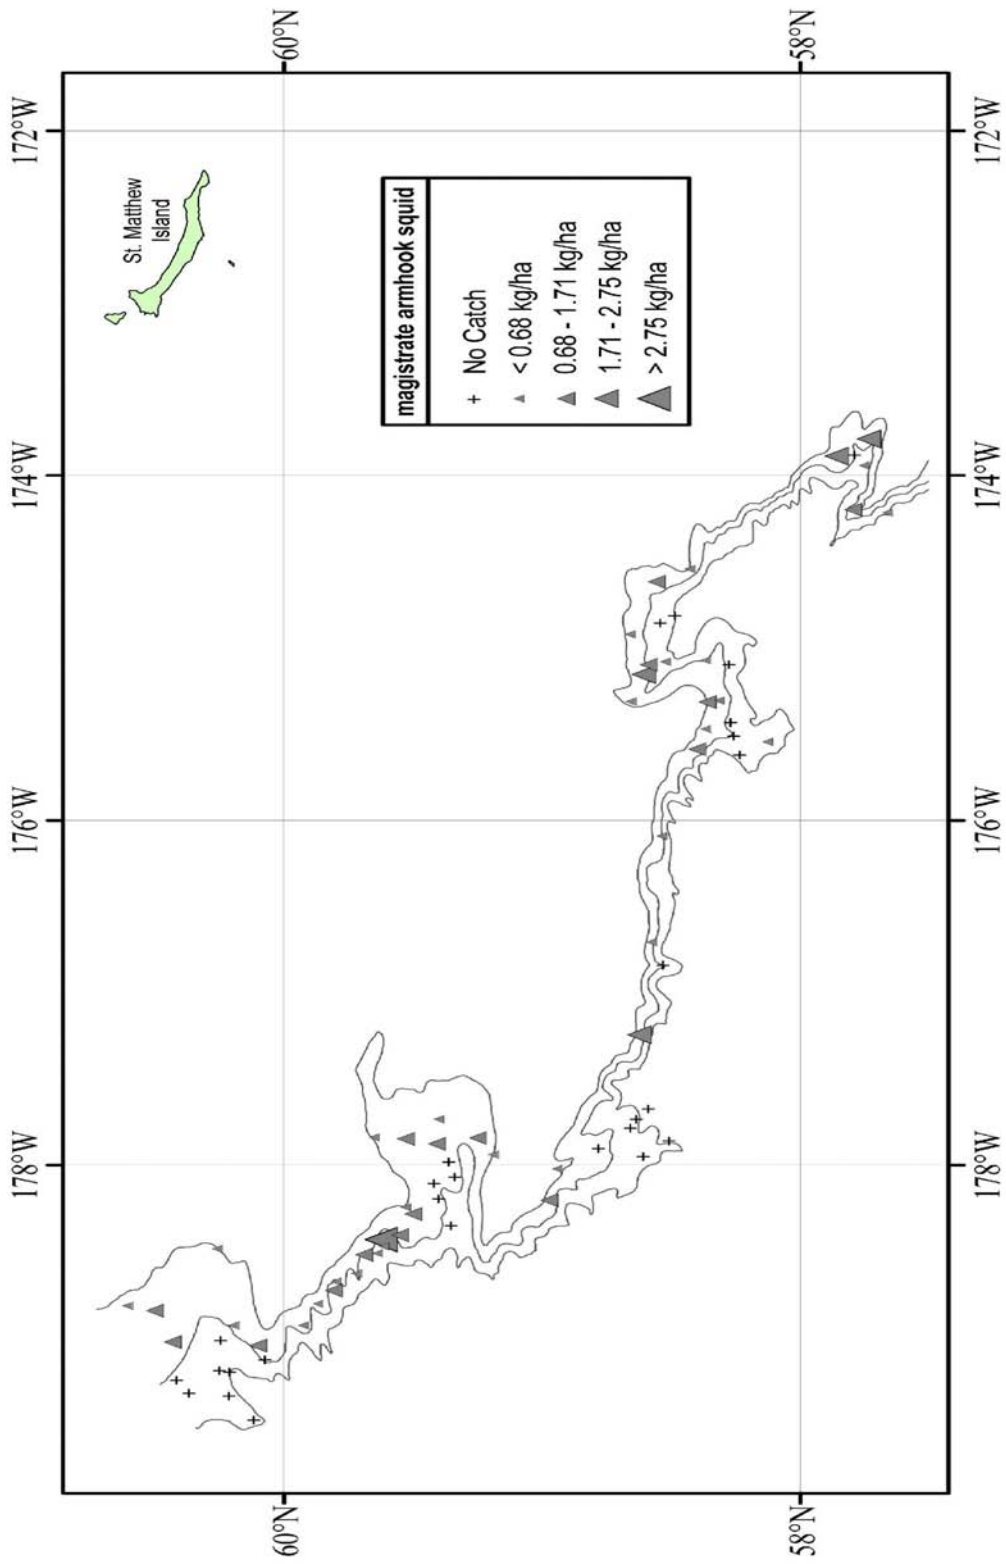 172°W
174°W
176°W
178°W
60°N
58°N
St. Matthew
Island
magistrate armhook squid
No Catch
< 0.68 kg/ha
0.68 - 1.71 kg/ha
1.71 - 2.75 kg/ha
> 2.75 kg/ha
60°N
58°N
172°W
174°W
176°W
178°W